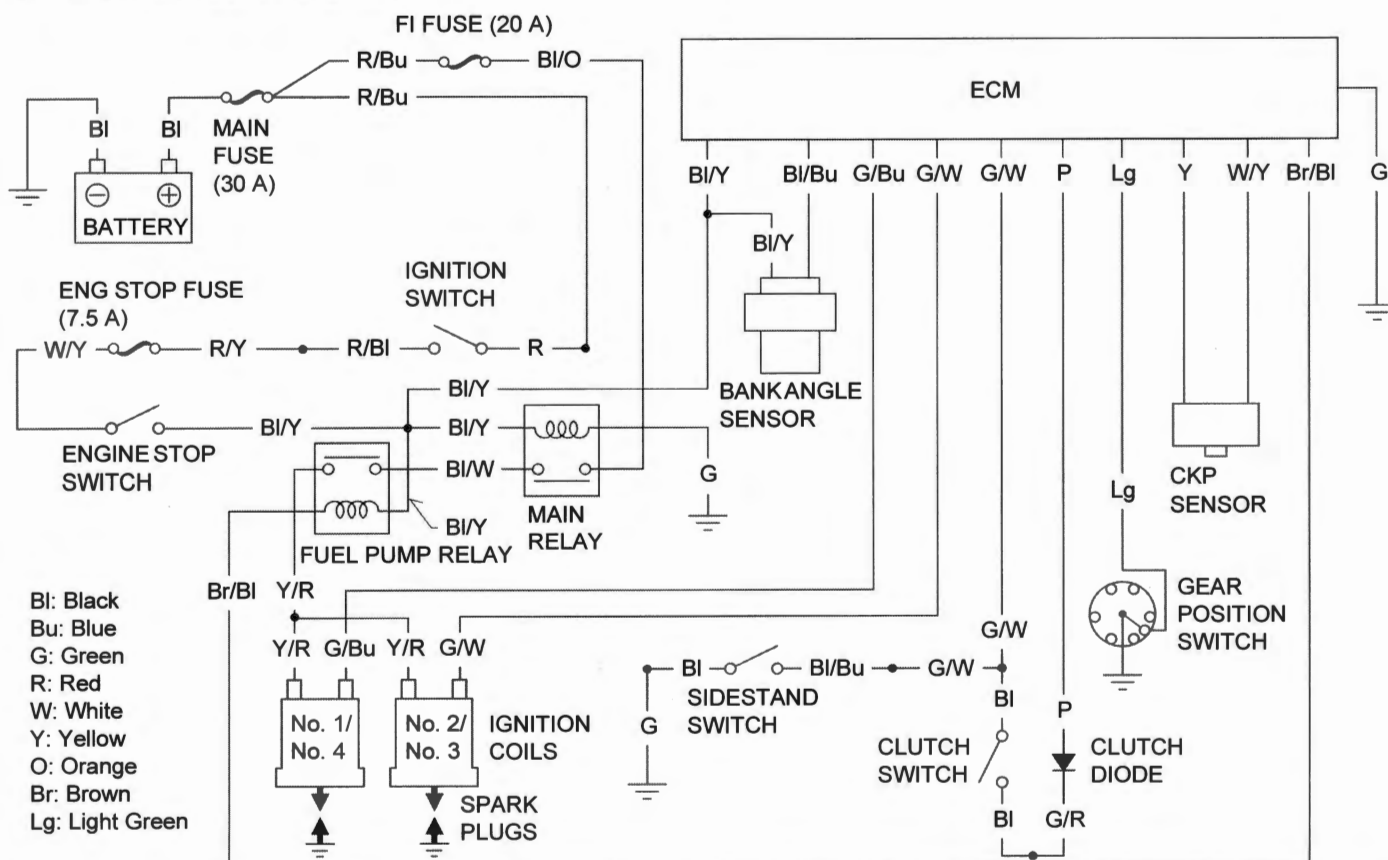 FI FUSE (20 A)
R/Bu
Bl/O
R/Bu
ECM
Bl
Bl
MAIN
FUSE
(30 A)
BATTERY
Bl/Y
Bl/Bu
G/Bu
G/W
G/W
P
Lg
Y
W/Y
Br/Bl
G
Bl/Y
ENG STOP FUSE
(7.5 A)
IGNITION
SWITCH
W/Y
R/Y
R/Bl
R
Bl/Y
BANK ANGLE
SENSOR
Bl/Y
Bl/Y
ENGINE STOP
SWITCH
Bl/W
G
Lg
CKP
SENSOR
Bl/Y
MAIN
RELAY
FUEL PUMP RELAY
Br/Bl
Y/R
GEAR
POSITION
SWITCH
Bl: Black
Bu: Blue
G: Green
R: Red
W: White
Y: Yellow
O: Orange
Br: Brown
Lg: Light Green
Y/R
G/Bu
Y/R
G/W
G/W
Bl
Bl/Bu
G/W
SIDESTAND
SWITCH
G
Bl
P
No. 1/
No. 4
No. 2/
No. 3
IGNITION
COILS
CLUTCH
SWITCH
CLUTCH
DIODE
SPARK
PLUGS
Bl
G/R